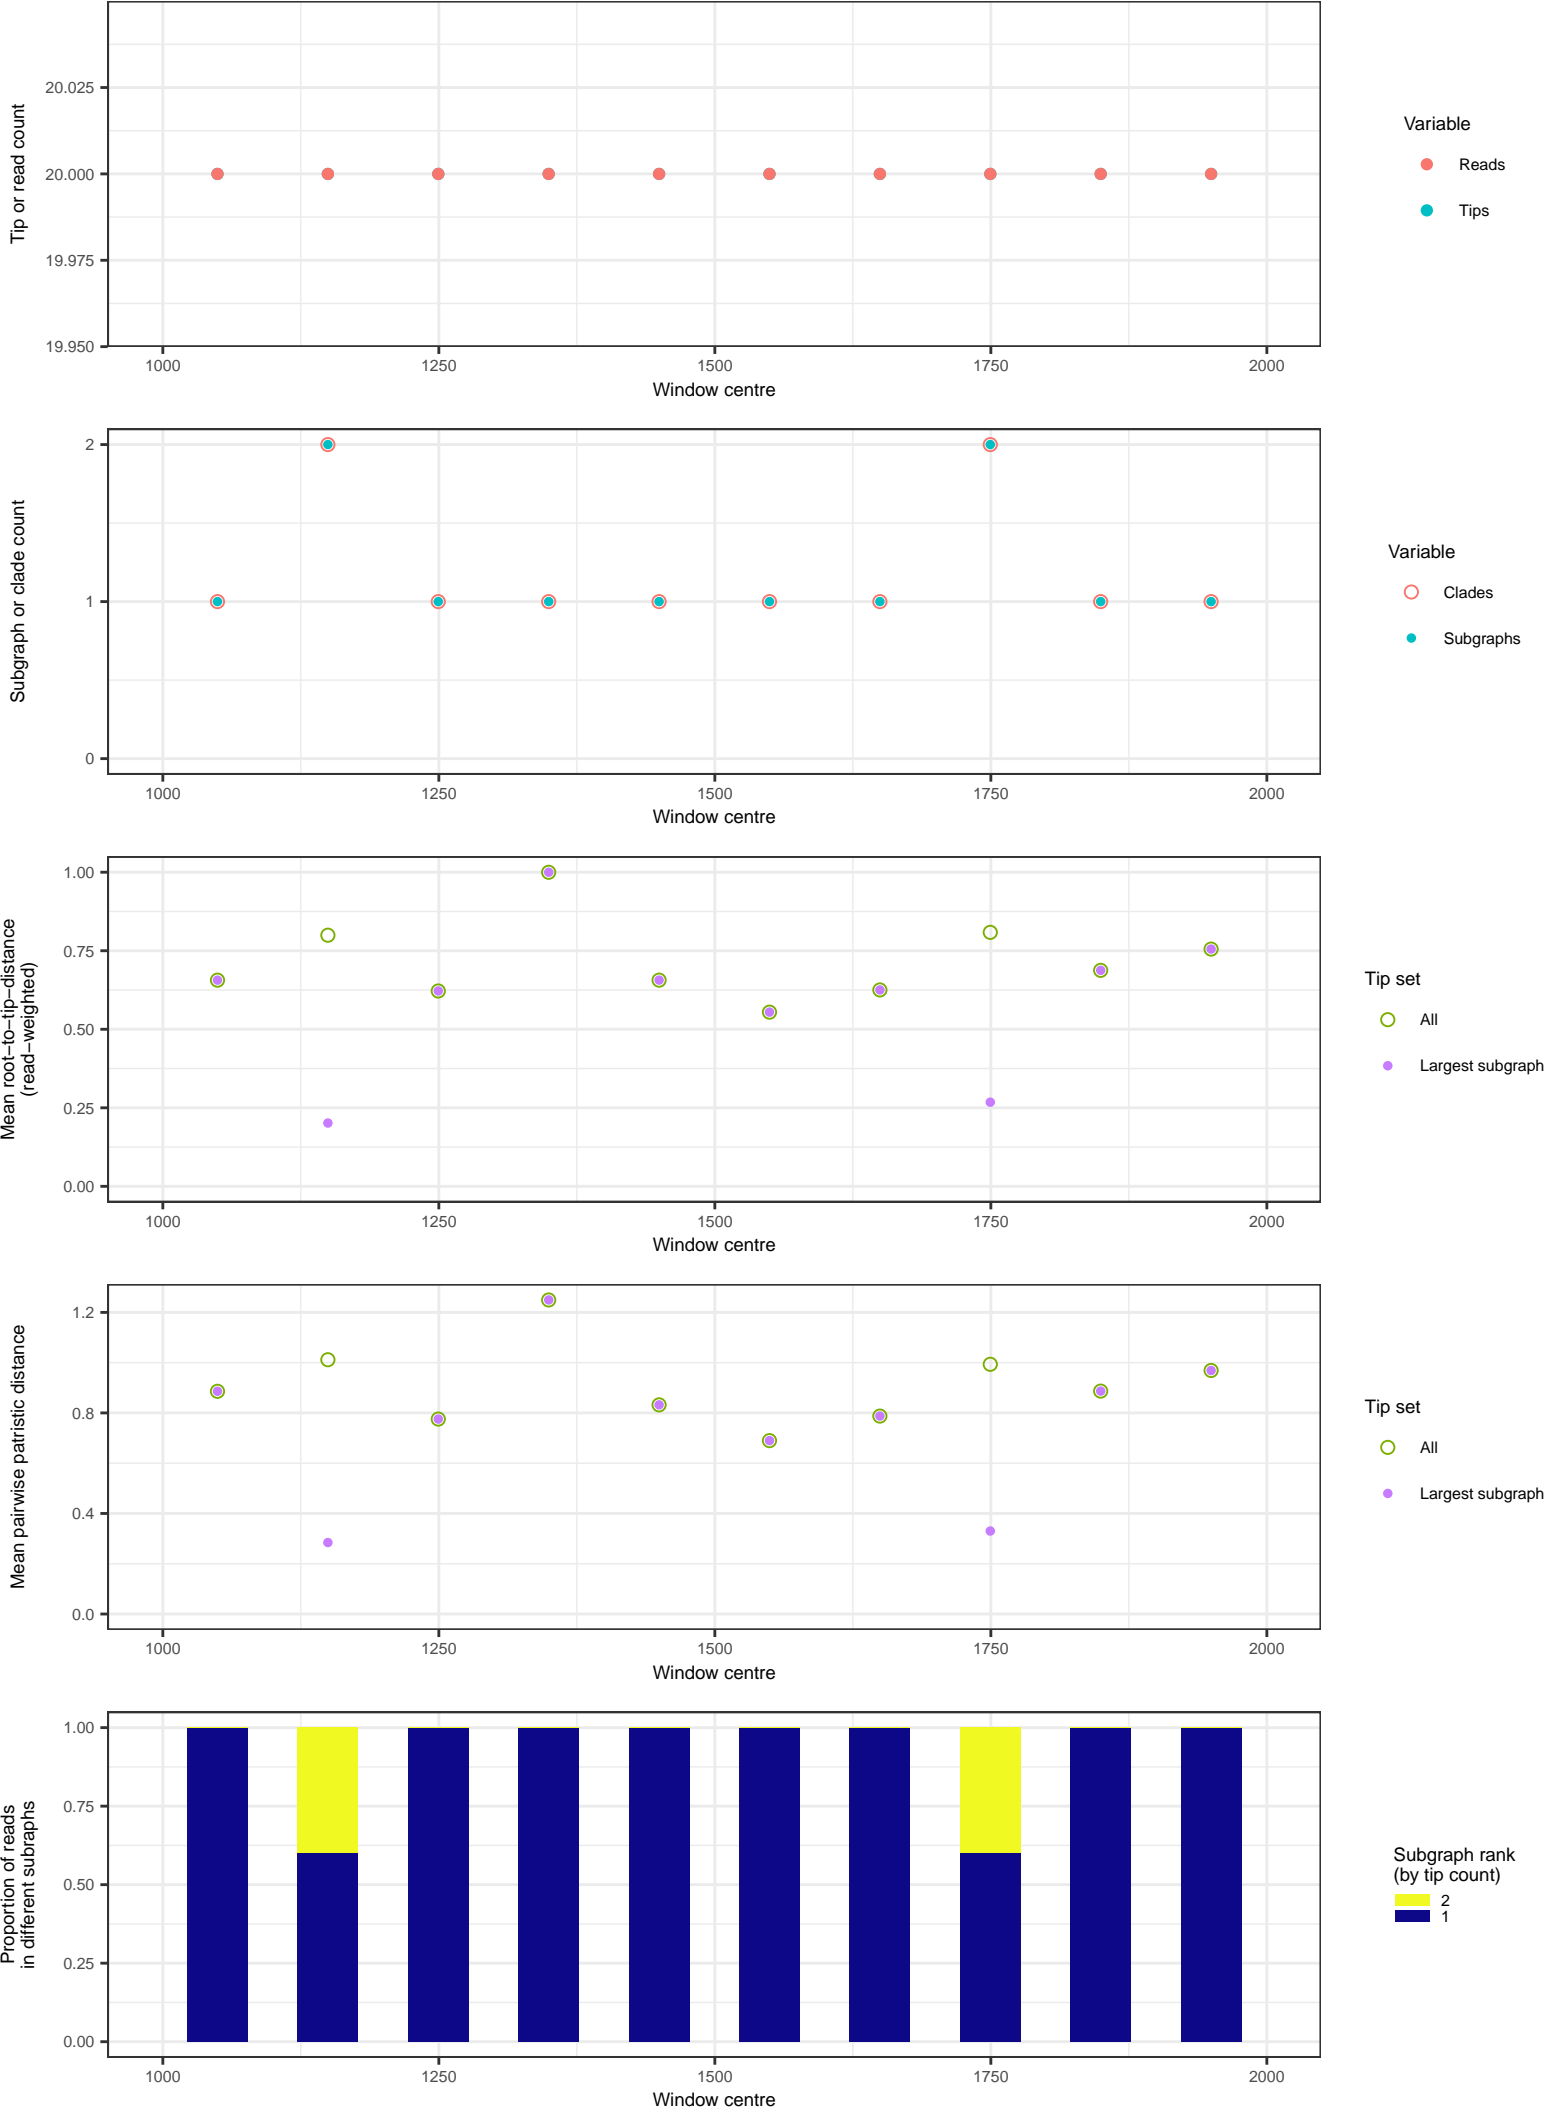 Tip or read count
20.025
20.000
19.975
19.950
1000 1250 1500 1750 2000
Window centre
Variable
Reads
Tips
Subgraph or clade count
2
1
0
1000 1250 1500 1750 2000
Window centre
Variable
Clades
Subgraphs
Mean root−to−tip−distance
(read−weighted)
1.00
0.75
0.50
0.25
0.00
1000 1250 1500 1750 2000
Window centre
Tip set
All
Largest subgraph
Mean pairwise patristic distance
1.2
0.8
0.4
0.0
1000 1250 1500 1750 2000
Window centre
Tip set
All
Largest subgraph
Proportion of reads
in different subraphs
1.00
0.75
0.50
0.25
0.00
1000 1250 1500 1750 2000
Window centre
Subgraph rank
(by tip count)
2
1